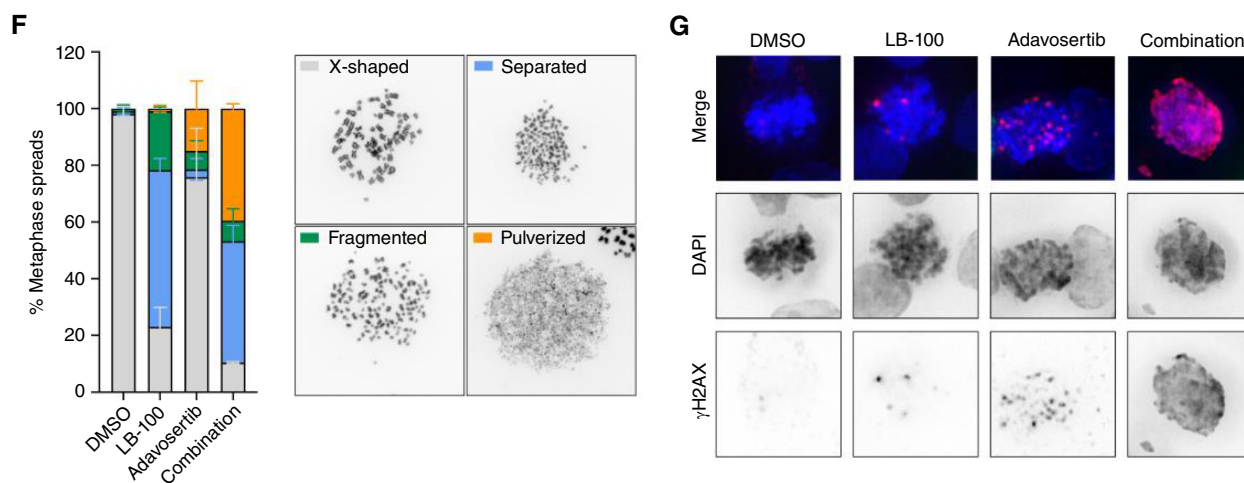 F
% Metaphase spreads
120
100
80
60
40
20
0
DMSO
LB-100
Adavosertib
Combination
X-shaped
Separated
Fragmented
Pulverized
G
DMSO
LB-100
Adavosertib
Combination
Merge
DAPI
γH2AX